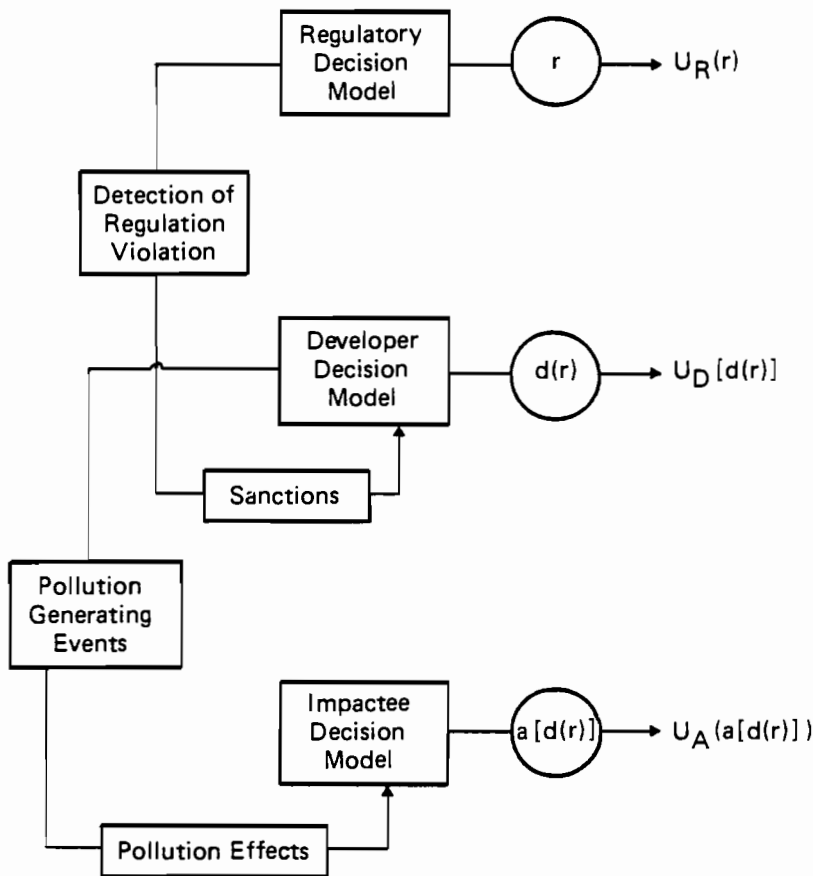 Regulatory
Decision
Model
r
U_R(r)
Detection of
Regulation
Violation
Developer
Decision
Model
d(r)
U_D[d(r)]
Sanctions
Pollution
Generating
Events
Impactee
Decision
Model
a[d(r)]
U_A(a[d(r)])
Pollution Effects